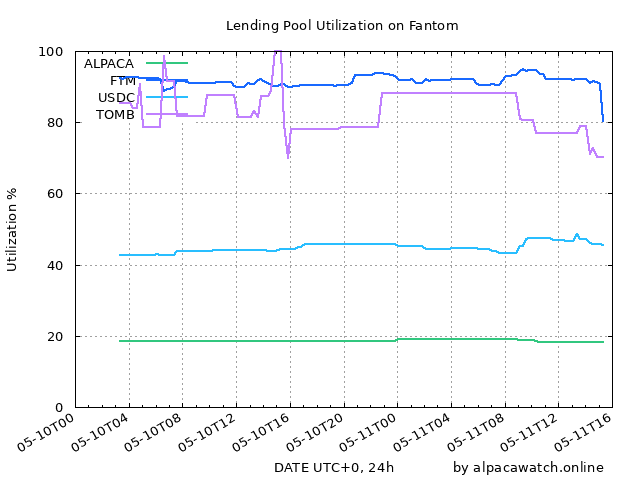 Lending Pool Utilization on Fantom
ALPACA
FTM
USDC
TOMB
100
80
60
40
20
0
Utilization %
05-10T00
05-10T04
05-10T08
05-10T12
05-10T16
05-10T20
05-11T00
05-11T04
05-11T08
05-11T12
05-11T16
DATE UTC+0, 24h
by alpacawatch.online